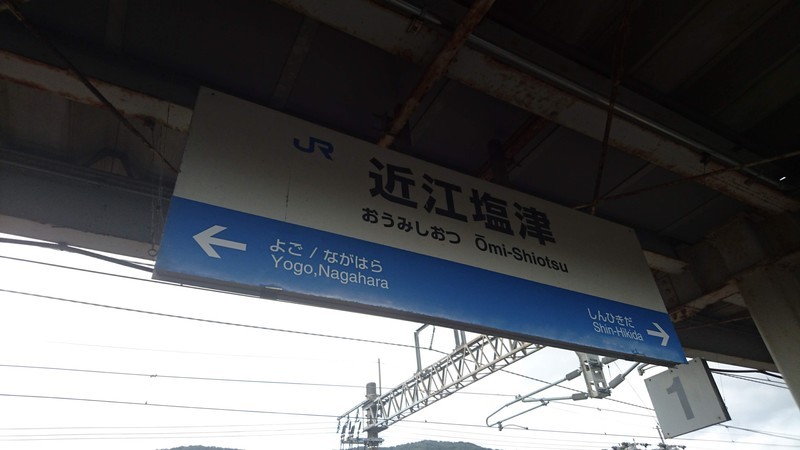 JR
近江塩津
おうみしおつ Ōmi-Shiotsu
よご / ながはら
Yogo,Nagahara
しんひきだ
Shin-Hikida
1